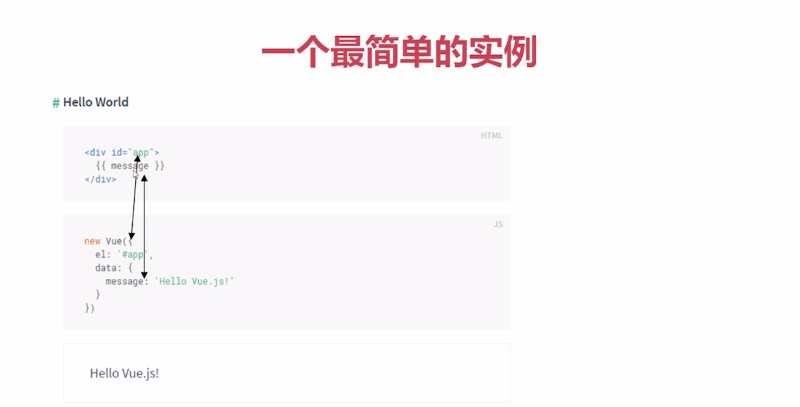 一个最简单的实例
# Hello World
HTML
<div id="app">
{{ message }}
</div>
JS
new Vue({
el: '#app',
data: {
message: 'Hello Vue.js!'
}
})
Hello Vue.js!